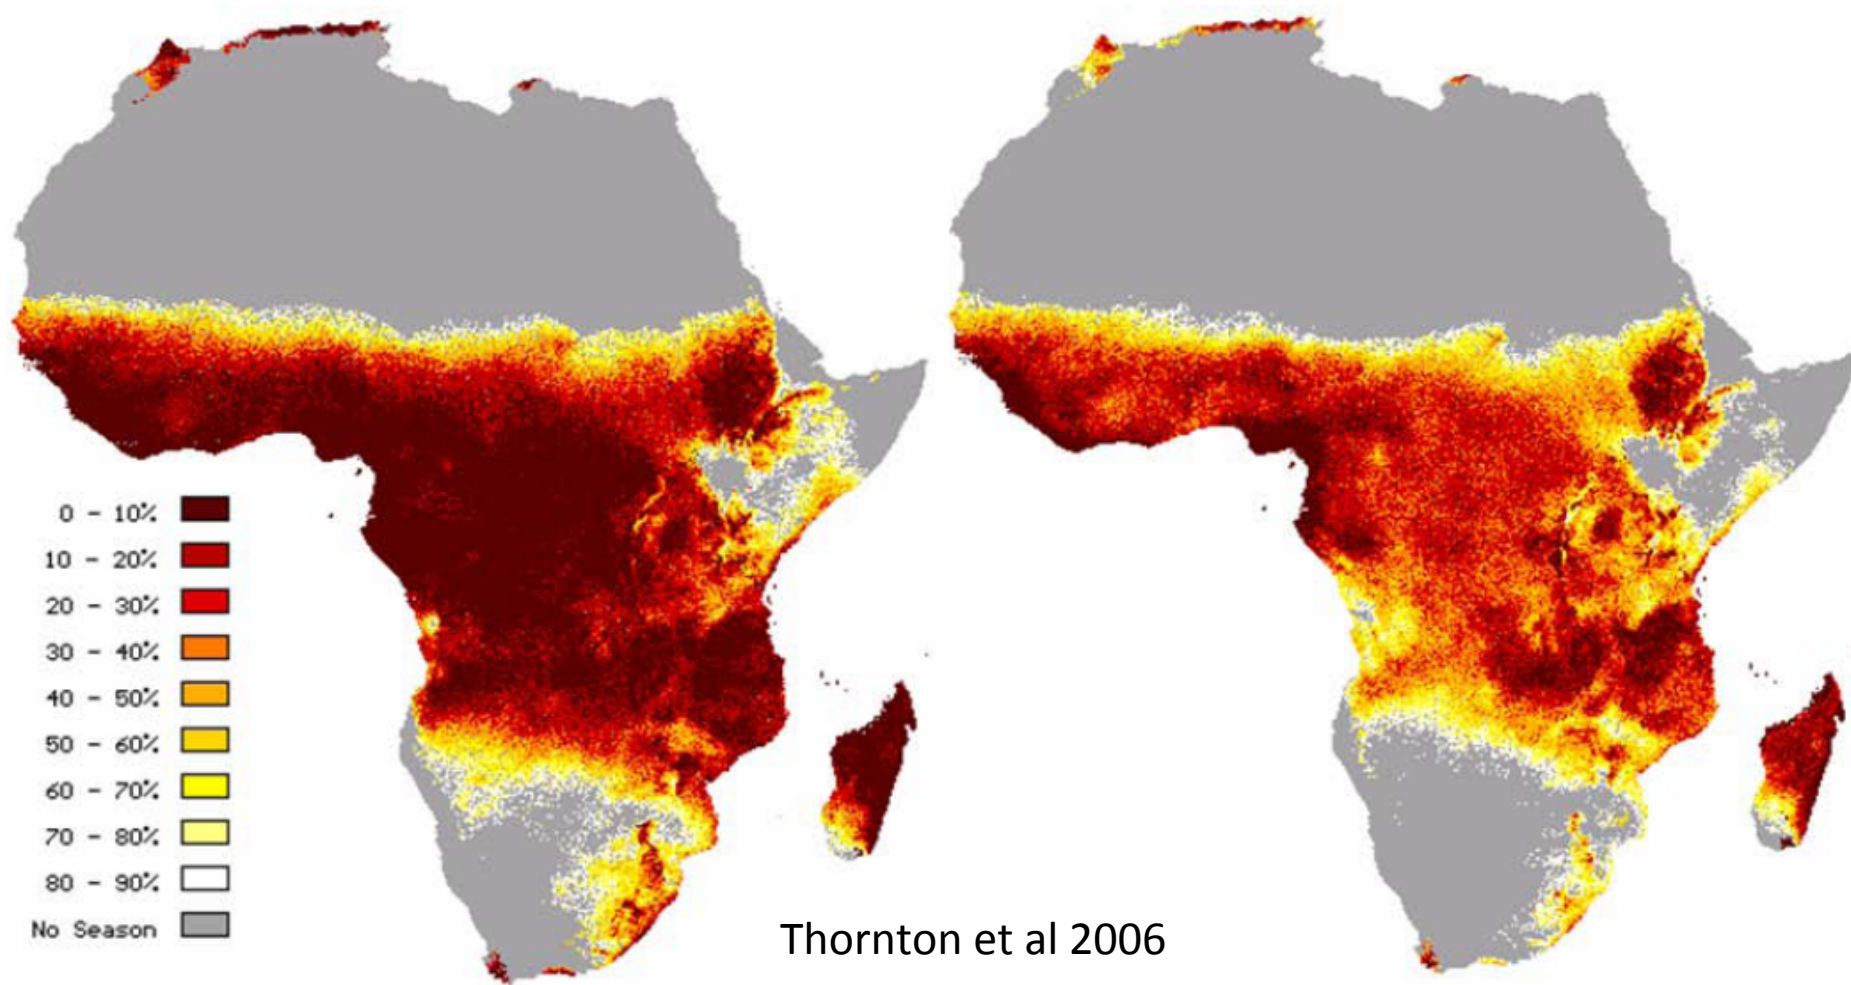 0 - 10%
10 - 20%
20 - 30%
30 - 40%
40 - 50%
50 - 60%
60 - 70%
70 - 80%
80 - 90%
No Season
Thornton et al 2006